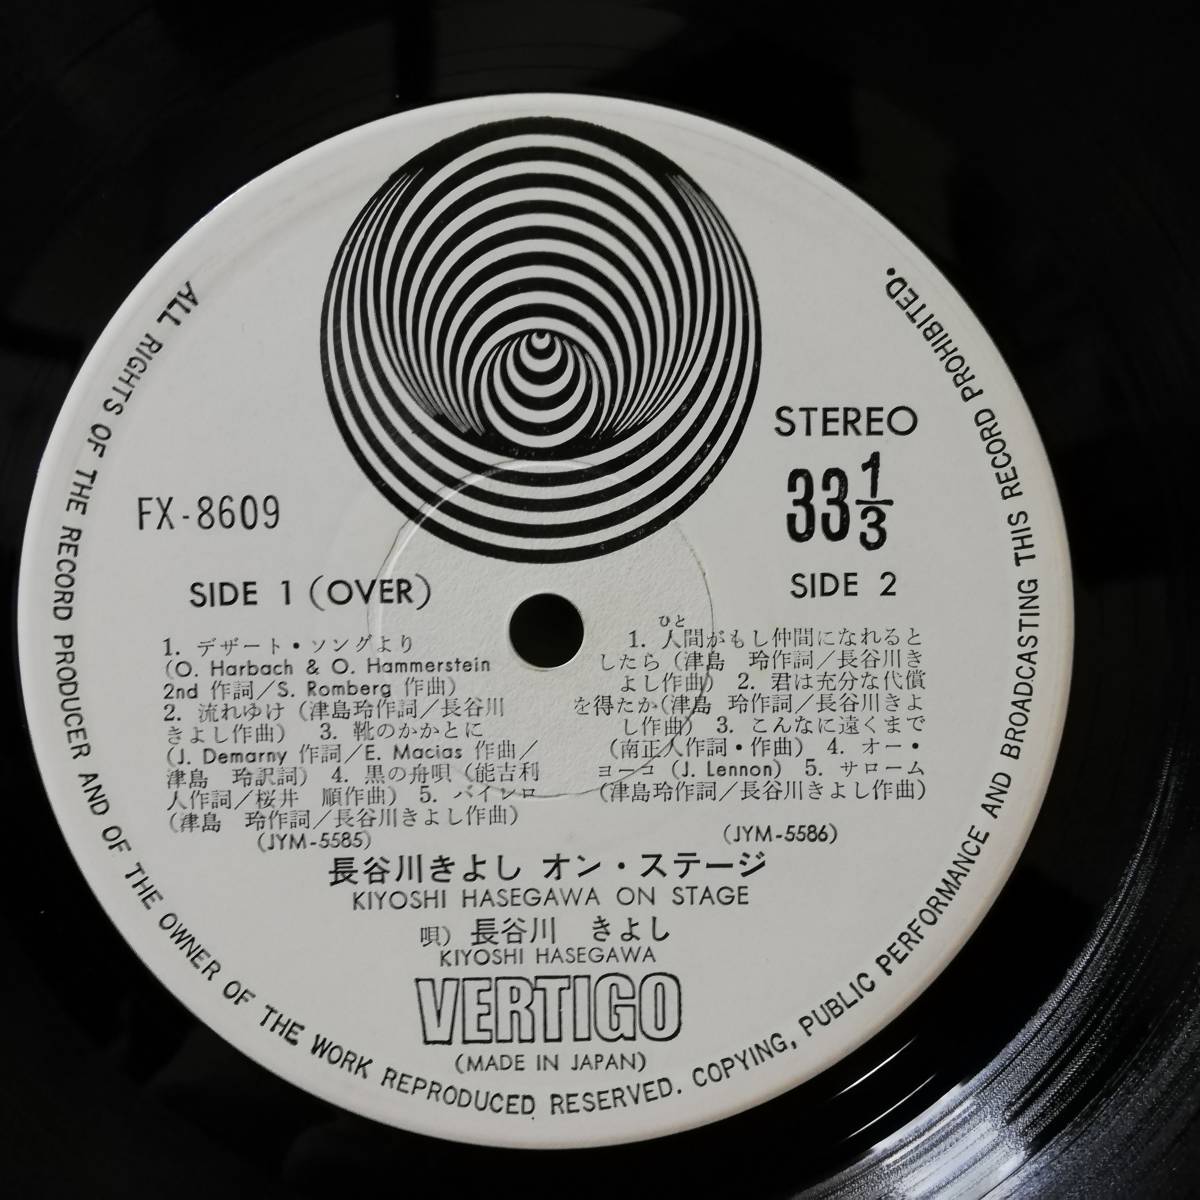 STEREO
33 1/3
FX-8609
SIDE 1 (OVER)
1. デザート・ソングより
(O. Harbach & O. Hammerstein
2nd 作詞／S. Romberg 作曲)
2. 流れゆけ (津島玲作詞／長谷川
きよし作曲) 3. 靴のかかとに
(J. Demarny 作詞／E. Macias 作曲／
津島 玲訳詞) 4. 黒の舟唄 (能吉利
人作詞／桜井 順作曲) 5. バイレロ
(津島 玲作詞／長谷川きよし作曲)
(JYM-5585)
SIDE 2
ひと
1. 人間がもし仲間になれると
したら (津島 玲作詞／長谷川き
よし作曲) 2. 君は充分な代償
を得たか(津島 玲作詞／長谷川きよ
し作曲) 3. こんなに遠くまで
(南正人作詞・作曲) 4. オー・
ヨーコ (J. Lennon) 5. サローム
(津島玲作詞／長谷川きよし作曲)
(JYM-5586)
長谷川きよし オン・ステージ
KIYOSHI HASEGAWA ON STAGE
唄) 長谷川 きよし
KIYOSHI HASEGAWA
VERTIGO
(MADE IN JAPAN)
ALL RIGHTS OF THE RECORD PRODUCER AND OF THE OWNER OF THE WORK REPRODUCED RESERVED. COPYING, PUBLIC PERFORMANCE AND BROADCASTING THIS RECORD PROHIBITED.